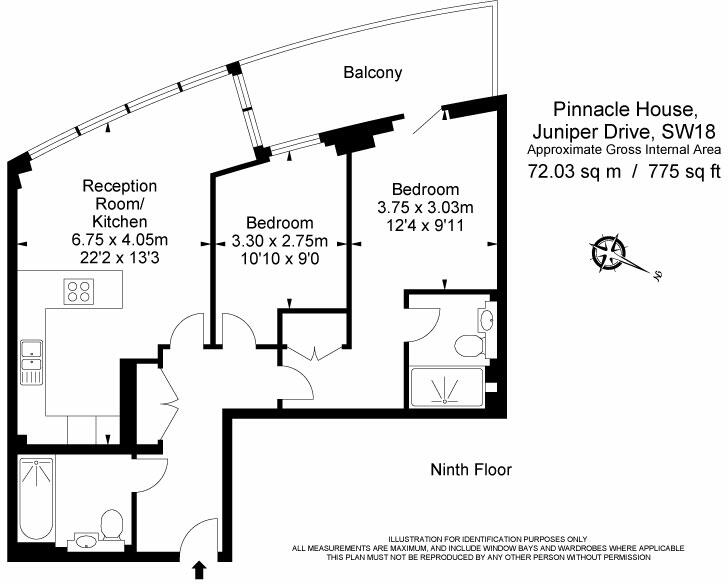 Balcony
Pinnacle House,
Juniper Drive, SW18
Approximate Gross Internal Area
72.03 sq m / 775 sq ft
Reception
Room/
Kitchen
6.75 x 4.05m
22'2 x 13'3
Bedroom
3.30 x 2.75m
10'10 x 9'0
Bedroom
3.75 x 3.03m
12'4 x 9'11
N
Ninth Floor
ILLUSTRATION FOR IDENTIFICATION PURPOSES ONLY
ALL MEASUREMENTS ARE MAXIMUM, AND INCLUDE WINDOW BAYS AND WARDROBES WHERE APPLICABLE
THIS PLAN MUST NOT BE REPRODUCED BY ANY OTHER PERSON WITHOUT PERMISSION